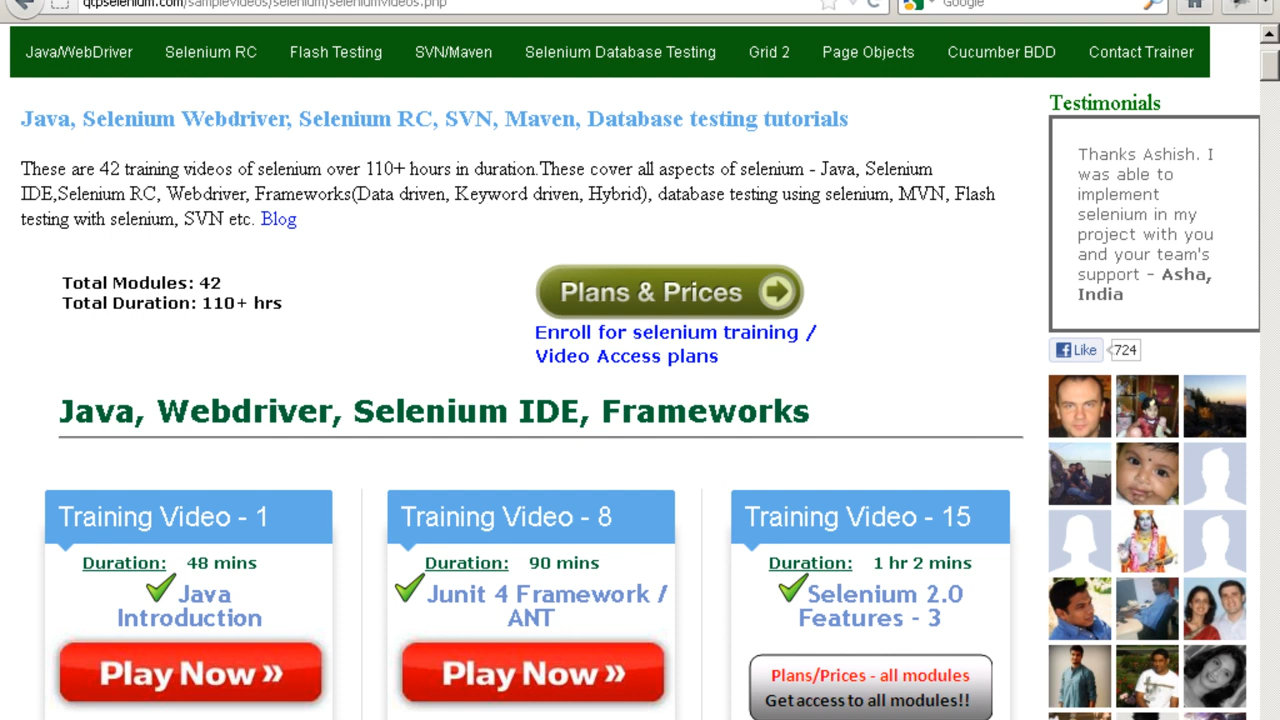 qtpselenium.com/samplevideos/selenium/seleniumvideos.php
Google
Java/WebDriver Selenium RC Flash Testing SVN/Maven Selenium Database Testing Grid 2 Page Objects Cucumber BDD Contact Trainer
Java, Selenium Webdriver, Selenium RC, SVN, Maven, Database testing tutorials
These are 42 training videos of selenium over 110+ hours in duration.These cover all aspects of selenium - Java, Selenium
IDE,Selenium RC, Webdriver, Frameworks(Data driven, Keyword driven, Hybrid), database testing using selenium, MVN, Flash
testing with selenium, SVN etc. Blog
Total Modules: 42
Total Duration: 110+ hrs
Plans & Prices
Enroll for selenium training /
Video Access plans
Java, Webdriver, Selenium IDE, Frameworks
Training Video - 1
Duration: 48 mins
Java
Introduction
Play Now »
Training Video - 8
Duration: 90 mins
Junit 4 Framework /
ANT
Play Now »
Training Video - 15
Duration: 1 hr 2 mins
Selenium 2.0
Features - 3
Plans/Prices - all modules
Get access to all modules!!
Testimonials
Thanks Ashish. I
was able to
implement
selenium in my
project with you
and your team's
support - Asha,
India
Like 724